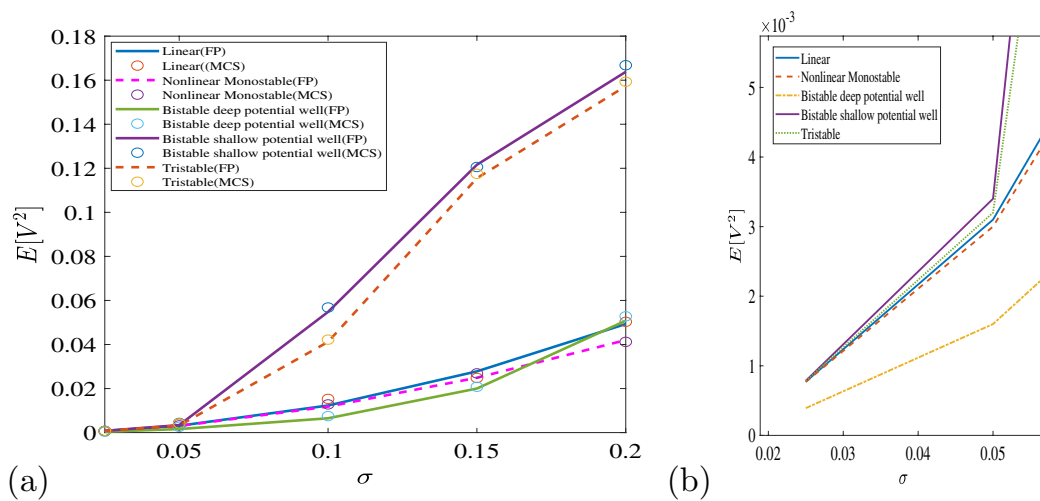 0.18
0.16
0.14
0.12
0.1
0.08
0.06
0.04
0.02
0
E[V²]
Linear(FP)
Linear((MCS)
Nonlinear Monostable(FP)
Nonlinear Monostable(MCS)
Bistable deep potential well(FP)
Bistable deep potential well(MCS)
Bistable shallow potential well(FP)
Bistable shallow potential well(MCS)
Tristable(FP)
Tristable(MCS)
0.05 0.1 0.15 0.2
σ
(a)
×10⁻³
5
4
3
2
1
0
E[V²]
Linear
Nonlinear Monostable
Bistable deep potential well
Bistable shallow potential well
Tristable
0.02 0.03 0.04 0.05
σ
(b)